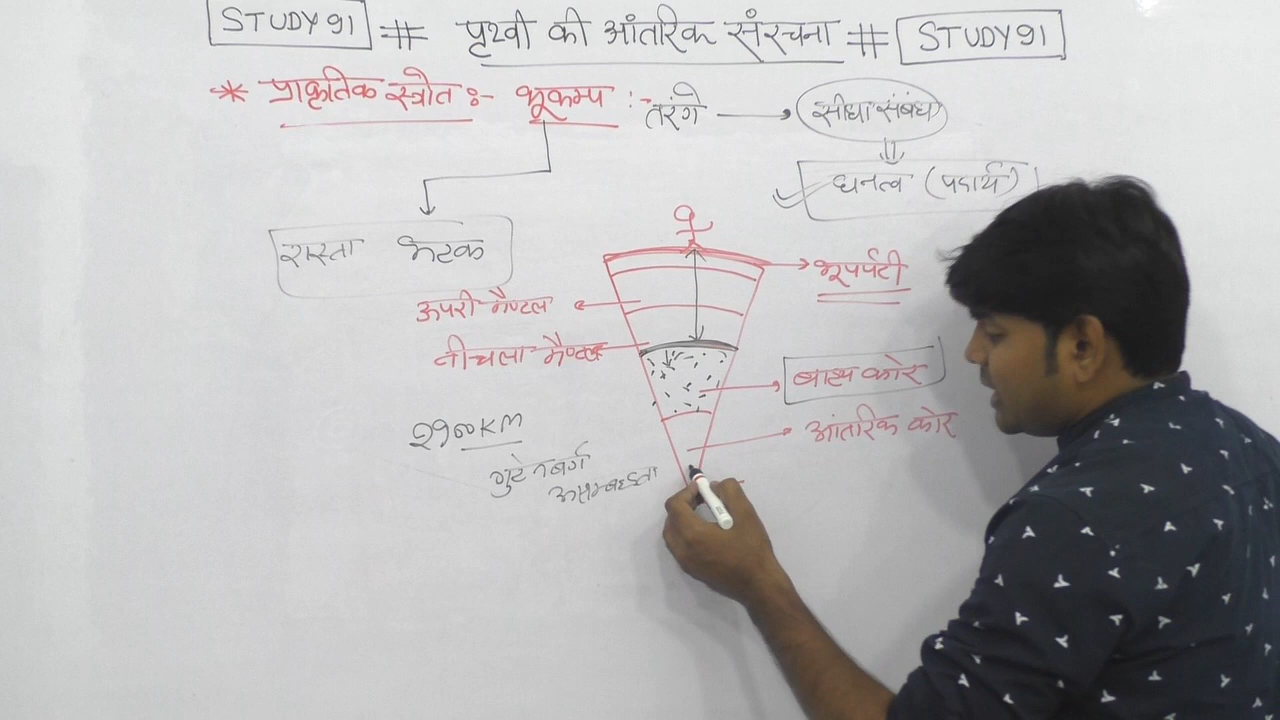 STUDY 91 # पृथ्वी की आंतरिक संरचना # STUDY 91
* प्राकृतिक स्त्रोत :- भूकम्प :- तरंगे → सीधा संबंध
घनत्व (पदार्थ)
रास्ता भटक
भूपर्पटी
ऊपरी मैण्टल
नीचला मैण्टल
बाह्य कोर
आंतरिक कोर
2900 KM
गुटेनबर्ग
असम्बद्धता